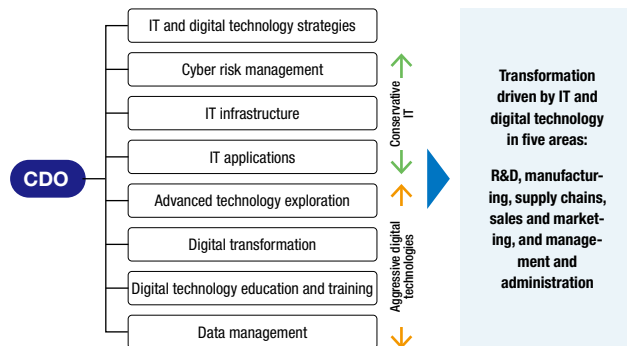 IT and digital technology strategies
Cyber risk management
IT infrastructure
IT applications
CDO
Advanced technology exploration
Digital transformation
Digital technology education and training
Data management
Conservative
IT
Aggressive digital
technologies
Transformation
driven by IT and
digital technology
in five areas:
R&D, manufactur-
ing, supply chains,
sales and market-
ing, and manage-
ment and
administration